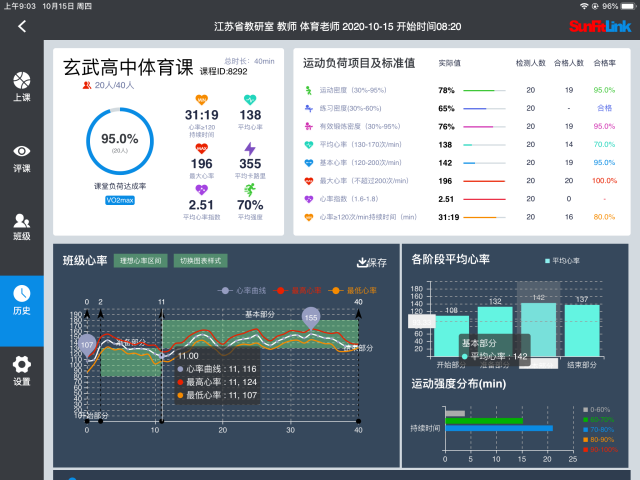 上午9:03 10月15日 周四
96%
江苏省教研室 教师 体育老师 2020-10-15 开始时间08:20
SunFitLink
上课
评课
班级
历史
设置
玄武高中体育课
总时长: 40min
课程ID:8292
20人/40人
95.0%
(20人)
课堂负荷达成率
VO2max
31:19
心率≥120
持续时间
138
平均心率
MAX
196
最大心率
355
平均卡路里
2.51
平均心率指数
70%
平均强度
运动负荷项目及标准值 实际值 检测人数 合格人数 合格率
运动密度（30%-95%） 78% 20 19 95.0%
练习密度(30%-60%) 65% 20 - 合格
有效锻炼密度（30%-95%） 76% 20 19 95.0%
平均心率（130-170次/min） 138 20 14 70.0%
基本心率（120-200次/min） 142 20 19 95.0%
最大心率（不超过200次/min） 196 20 20 100.0%
心率指数（1.6-1.8） 2.51 20 0 -
心率≥120次/min持续时间（min） 31:19 20 16 80.0%
班级心率
理想心率区间
切换图表样式
保存
心率曲线 最高心率 最低心率
0 2 11 40
190
180
170
160
150
107
155
基本部分
准备部分
结束部分
开始部分
11.00
心率曲线 : 11, 116
最高心率 : 11, 124
最低心率 : 11, 107
0 10 20 30 40
各阶段平均心率
平均心率
180
160
140
120
60
40
20
108 132 142 137
基本部分
平均心率 : 142
开始部分 准备部分 结束部分
运动强度分布(min)
持续时间
0 5 10 15 20 25
0-60%
60-70%
70-80%
80-90%
90-100%